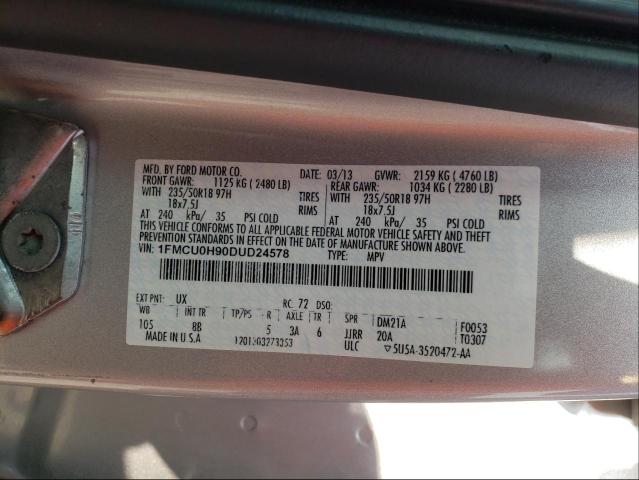 MFD. BY FORD MOTOR CO. DATE: 03/13 GVWR: 2159 KG ( 4760 LB)
FRONT GAWR: 1125 KG ( 2480 LB) REAR GAWR: 1034 KG ( 2280 LB)
WITH 235/50R18 97H TIRES WITH 235/50R18 97H TIRES
18x7.5J RIMS 18x7.5J RIMS
AT 240 kPa/ 35 PSI COLD AT 240 kPa/ 35 PSI COLD
THIS VEHICLE CONFORMS TO ALL APPLICABLE FEDERAL MOTOR VEHICLE SAFETY AND THEFT
PREVENTION STANDARDS IN EFFECT ON THE DATE OF MANUFACTURE SHOWN ABOVE.
VIN: 1FMCU0H90DUD24578 TYPE: MPV
EXT PNT: UX RC: 72 DSO:
WB INT TR TP/PS R AXLE TR SPR DM21A F0053
105 8B 5 3A 6 JJRR 20A T0307
MADE IN U.S.A ULC 5U5A-3520472-AA